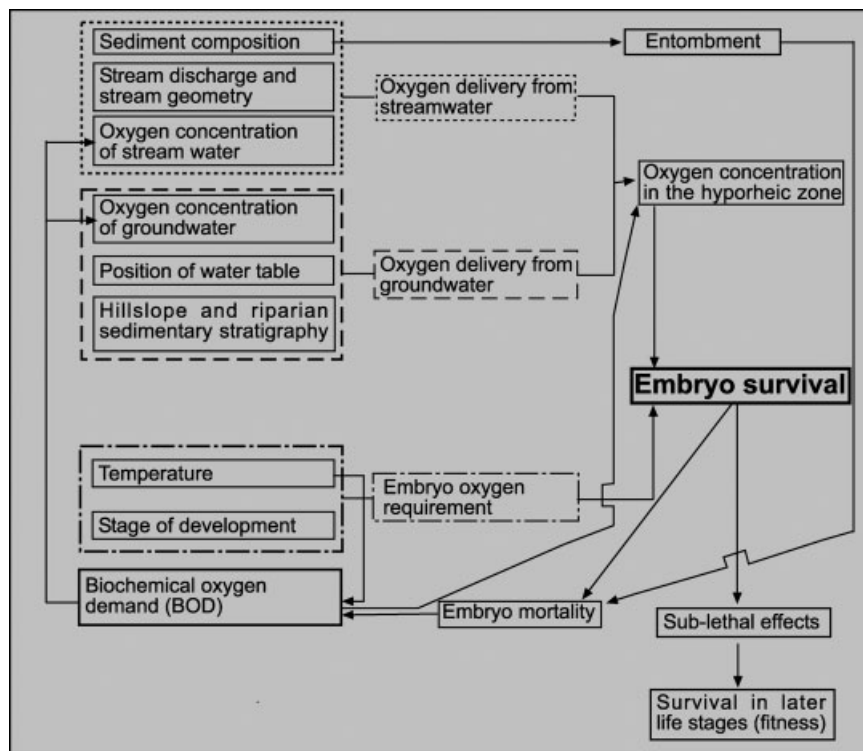 Sediment composition
Entombment
Stream discharge and
stream geometry
Oxygen delivery from
streamwater
Oxygen concentration
of stream water
Oxygen concentration
in the hyporheic zone
Oxygen concentration
of groundwater
Position of water table
Oxygen delivery from
groundwater
Hillslope and riparian
sedimentary stratigraphy
Embryo survival
Temperature
Embryo oxygen
requirement
Stage of development
Biochemical oxygen
demand (BOD)
Embryo mortality
Sub-lethal effects
Survival in later
life stages (fitness)